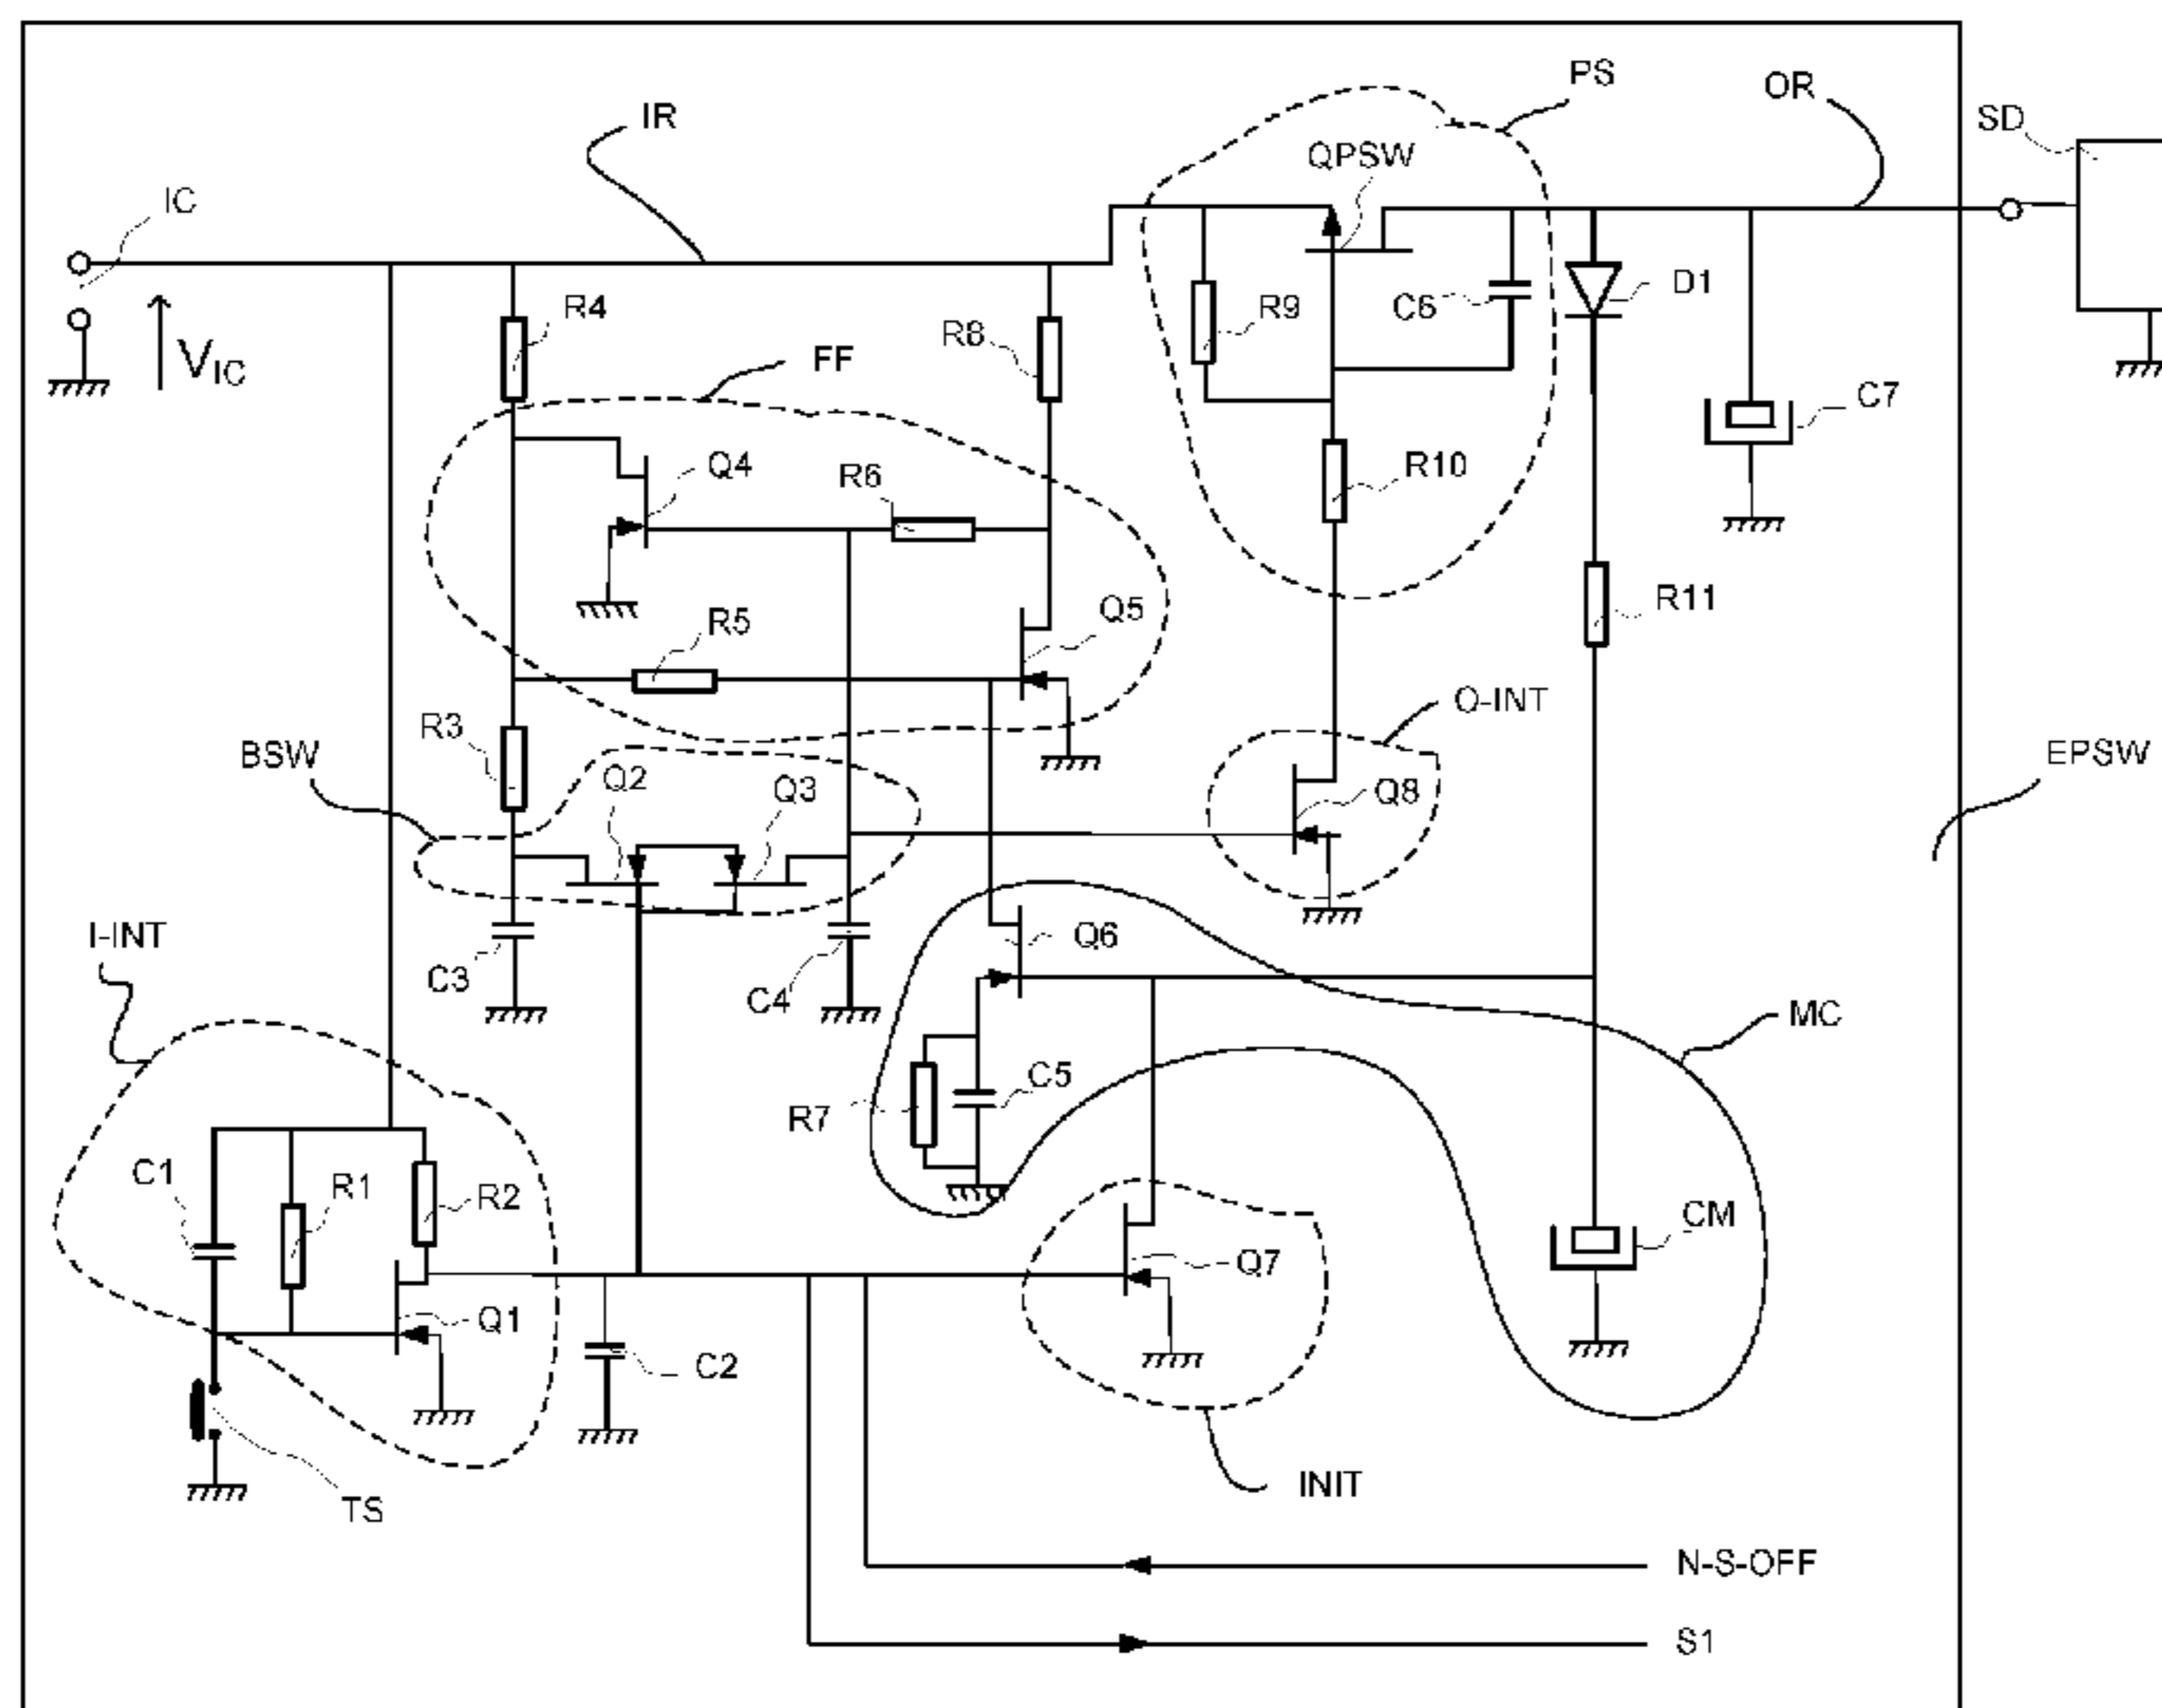 PS
OR
SD
IR
QPSW
IC
R4
R8
R9
C6
D1
VIC
FF
C7
Q4
R6
R10
R5
Q5
R11
O-INT
R3
BSW
Q2
Q3
Q8
EPSW
I-INT
C3
C4
Q6
MC
C5
R7
C1
R1
R2
CM
Q7
Q1
C2
INIT
TS
N-S-OFF
S1